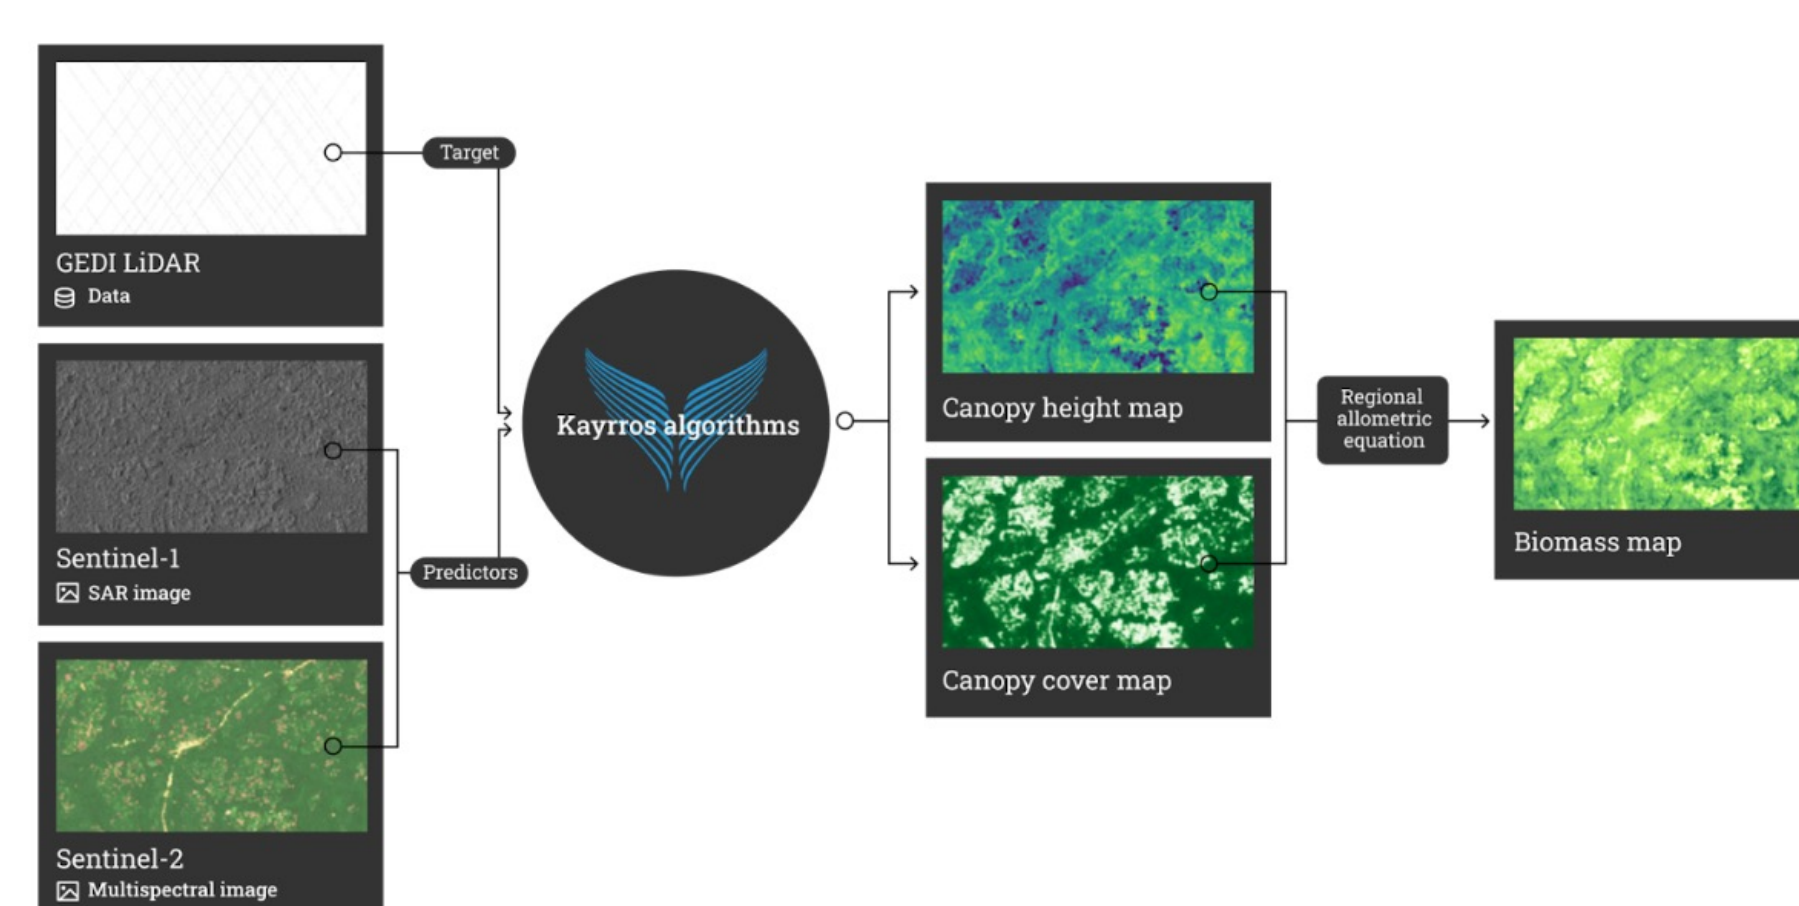 GEDI LiDAR
Data
Target
Sentinel-1
SAR image
Sentinel-2
Multispectral image
Predictors
Kayrros algorithms
Canopy height map
Canopy cover map
Regional
allometric
equation
Biomass map